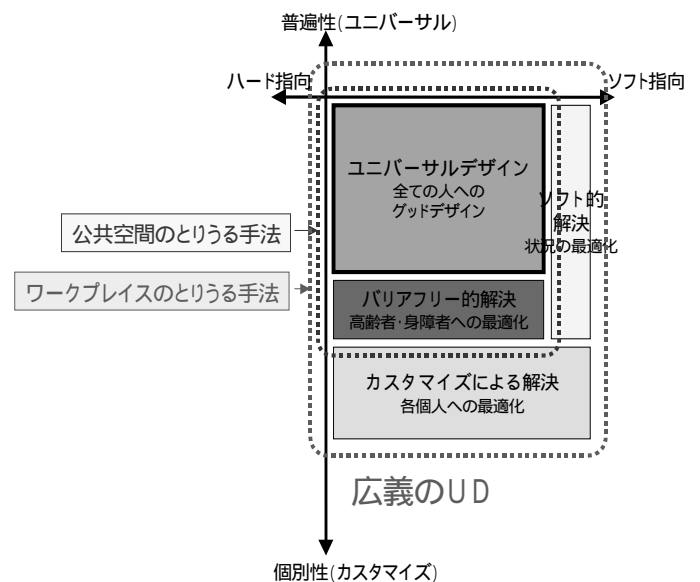 普遍性(ユニバーサル)
ハード指向
ソフト指向
ユニバーサルデザイン
全ての人への
グッドデザイン
ソフト的
解決
状況の最適化
公共空間のとりうる手法
ワークプレイスのとりうる手法
バリアフリー的解決
高齢者・身障者への最適化
カスタマイズによる解決
各個人への最適化
広義のUD
個別性(カスタマイズ)